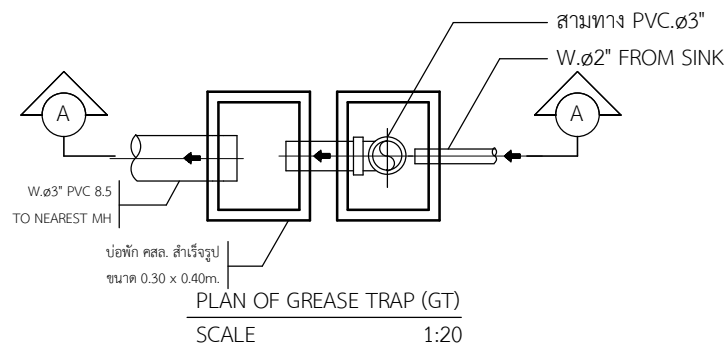 สามทาง PVC.ø3"
W.ø2" FROM SINK
A
A
W.ø3" PVC 8.5
TO NEAREST MH
บ่อพัก คสล. สำเร็จรูป
ขนาด 0.30 x 0.40m.
PLAN OF GREASE TRAP (GT)
SCALE 1:20